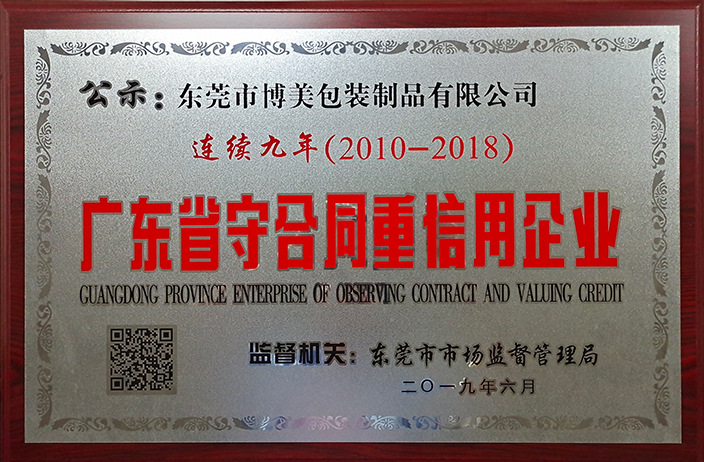 公示：东莞市博美包装制品有限公司
连续九年(2010-2018)
广东省守合同重信用企业
GUANGDONG PROVINCE ENTERPRISE OF OBSERVING CONTRACT AND VALUING CREDIT
监督机关：东莞市市场监督管理局
二〇一九年六月